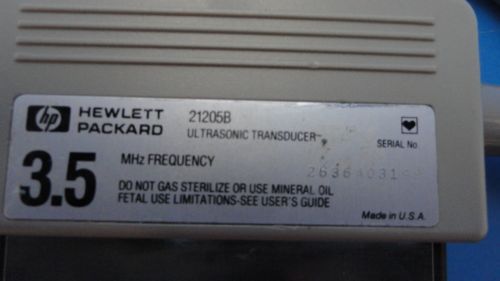 hp HEWLETT PACKARD
21205B
ULTRASONIC TRANSDUCER
SERIAL No.
3.5 MHz FREQUENCY
DO NOT GAS STERILIZE OR USE MINERAL OIL
FETAL USE LIMITATIONS-SEE USER'S GUIDE
Made in U.S.A.